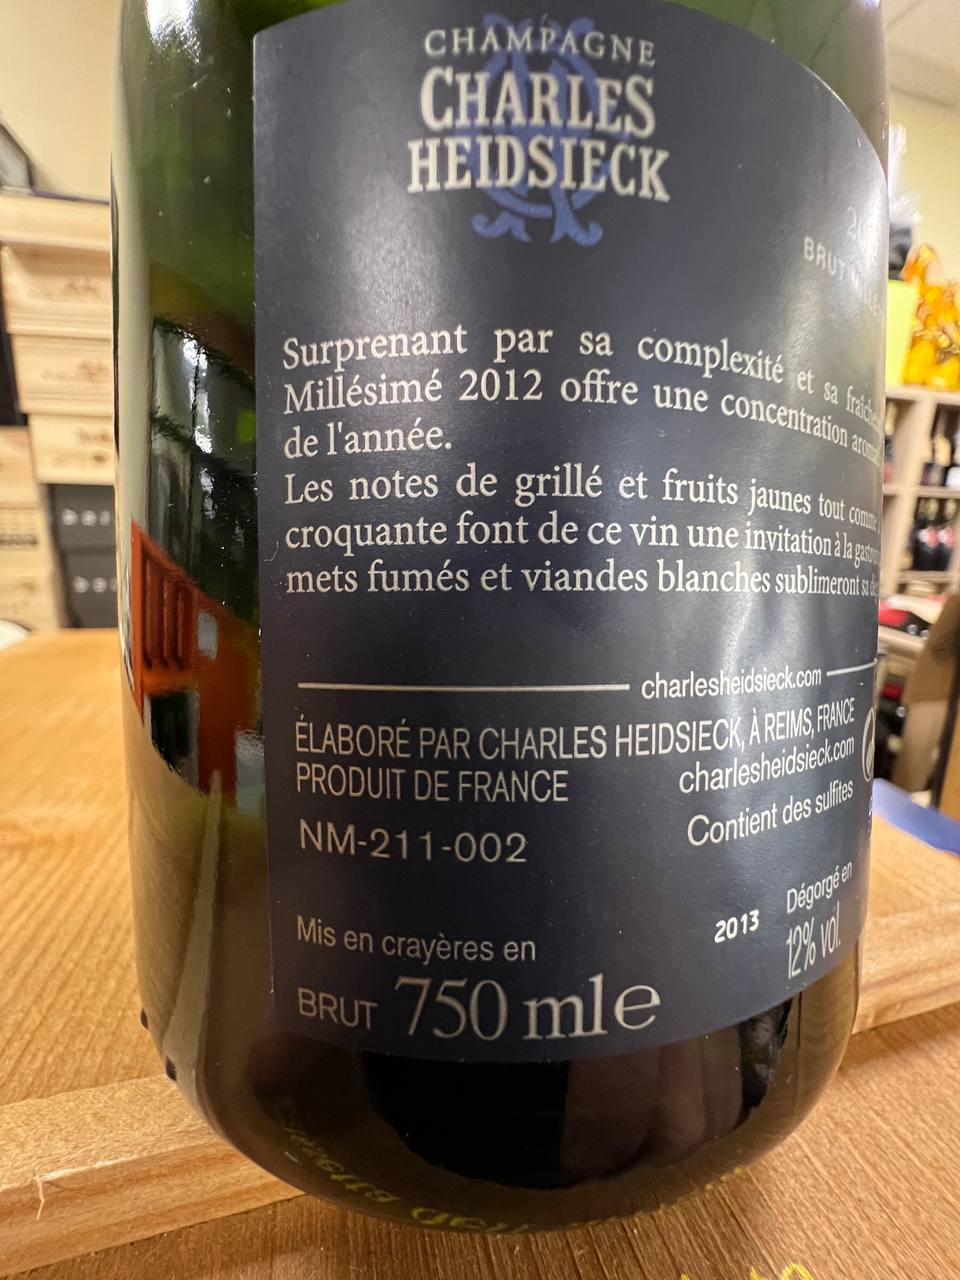 CHAMPAGNE
CHARLES
HEIDSIECK
BRUT
Surprenant par sa complexité et sa
Millésimé 2012 offre une concentration
de l'année.
Les notes de grillé et fruits jaunes tout comme
croquante font de ce vin une invitation à la
mets fumés et viandes blanches sublimeront sa
charlesheidsieck.com
ÉLABORÉ PAR CHARLES HEIDSIECK, À REIMS, FRANCE
PRODUIT DE FRANCE charlesheidsieck.com
NM-211-002 Contient des sulfites
Mis en crayères en 2013 Dégorgé en
BRUT 750 mle 12% vol.